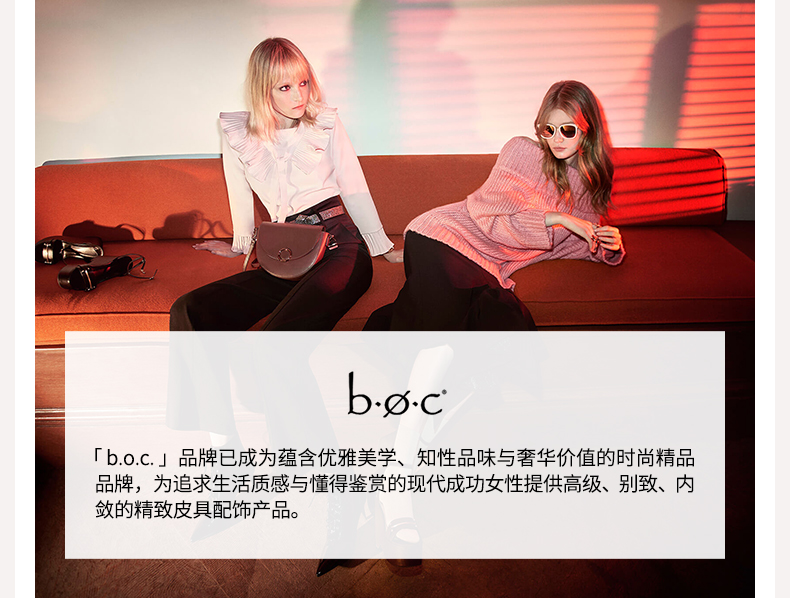 b·ø·c®
「b.o.c.」品牌已成为蕴含优雅美学、知性品味与奢华价值的时尚精品
品牌，为追求生活质感与懂得鉴赏的现代成功女性提供高级、别致、内
敛的精致皮具配饰产品。